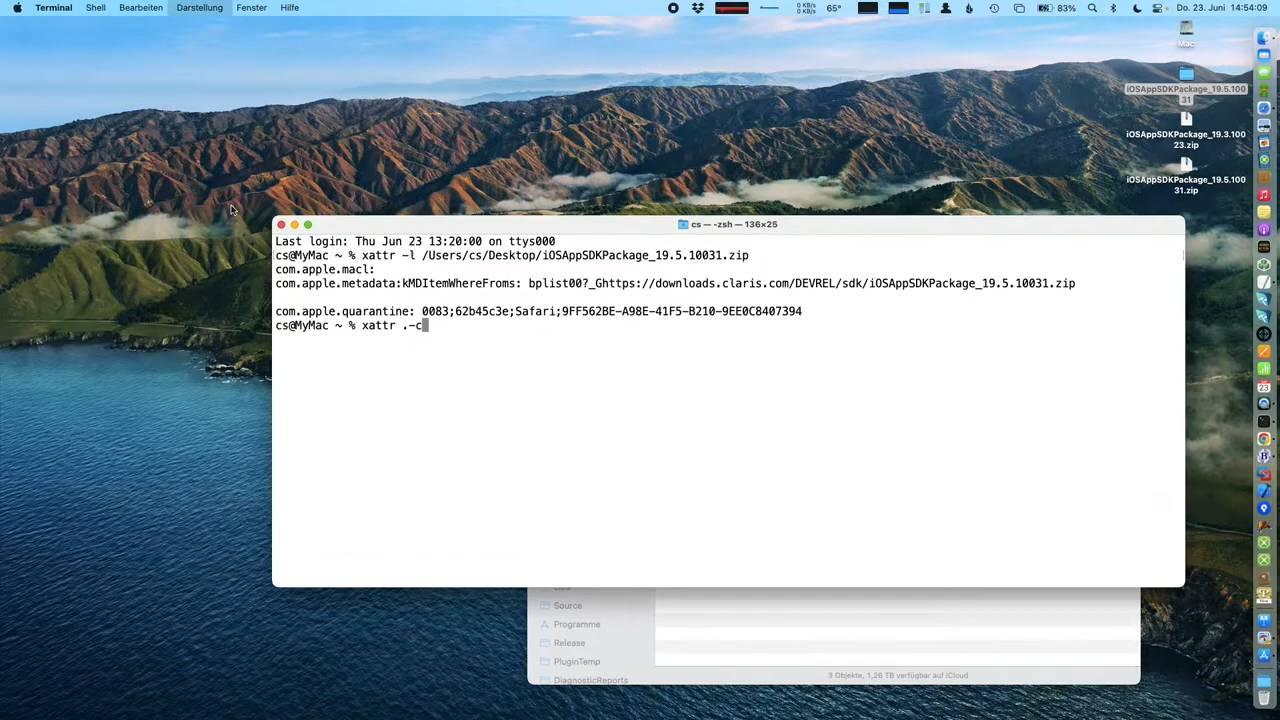 Terminal Shell Bearbeiten Darstellung Fenster Hilfe
0 KB/s
0 KB/s
65° 83% Do. 23. Juni 14:54:09
Mac
iOSAppSDKPackage_19.5.100
31
iOSAppSDKPackage_19.3.100
23.zip
iOSAppSDKPackage_19.5.100
31.zip
cs — -zsh — 136×25
Last login: Thu Jun 23 13:20:00 on ttys000
cs@MyMac ~ % xattr -l /Users/cs/Desktop/iOSAppSDKPackage_19.5.10031.zip
com.apple.macl:
com.apple.metadata:kMDItemWhereFroms: bplist00?_Ghttps://downloads.claris.com/DEVREL/sdk/iOSAppSDKPackage_19.5.10031.zip
com.apple.quarantine: 0083;62b45c3e;Safari;9FF562BE-A98E-41F5-B210-9EE0C8407394
cs@MyMac ~ % xattr .-c
Source
Programme
Release
PluginTemp
DiagnosticReports
3 Objekte, 1,26 TB verfügbar auf iCloud